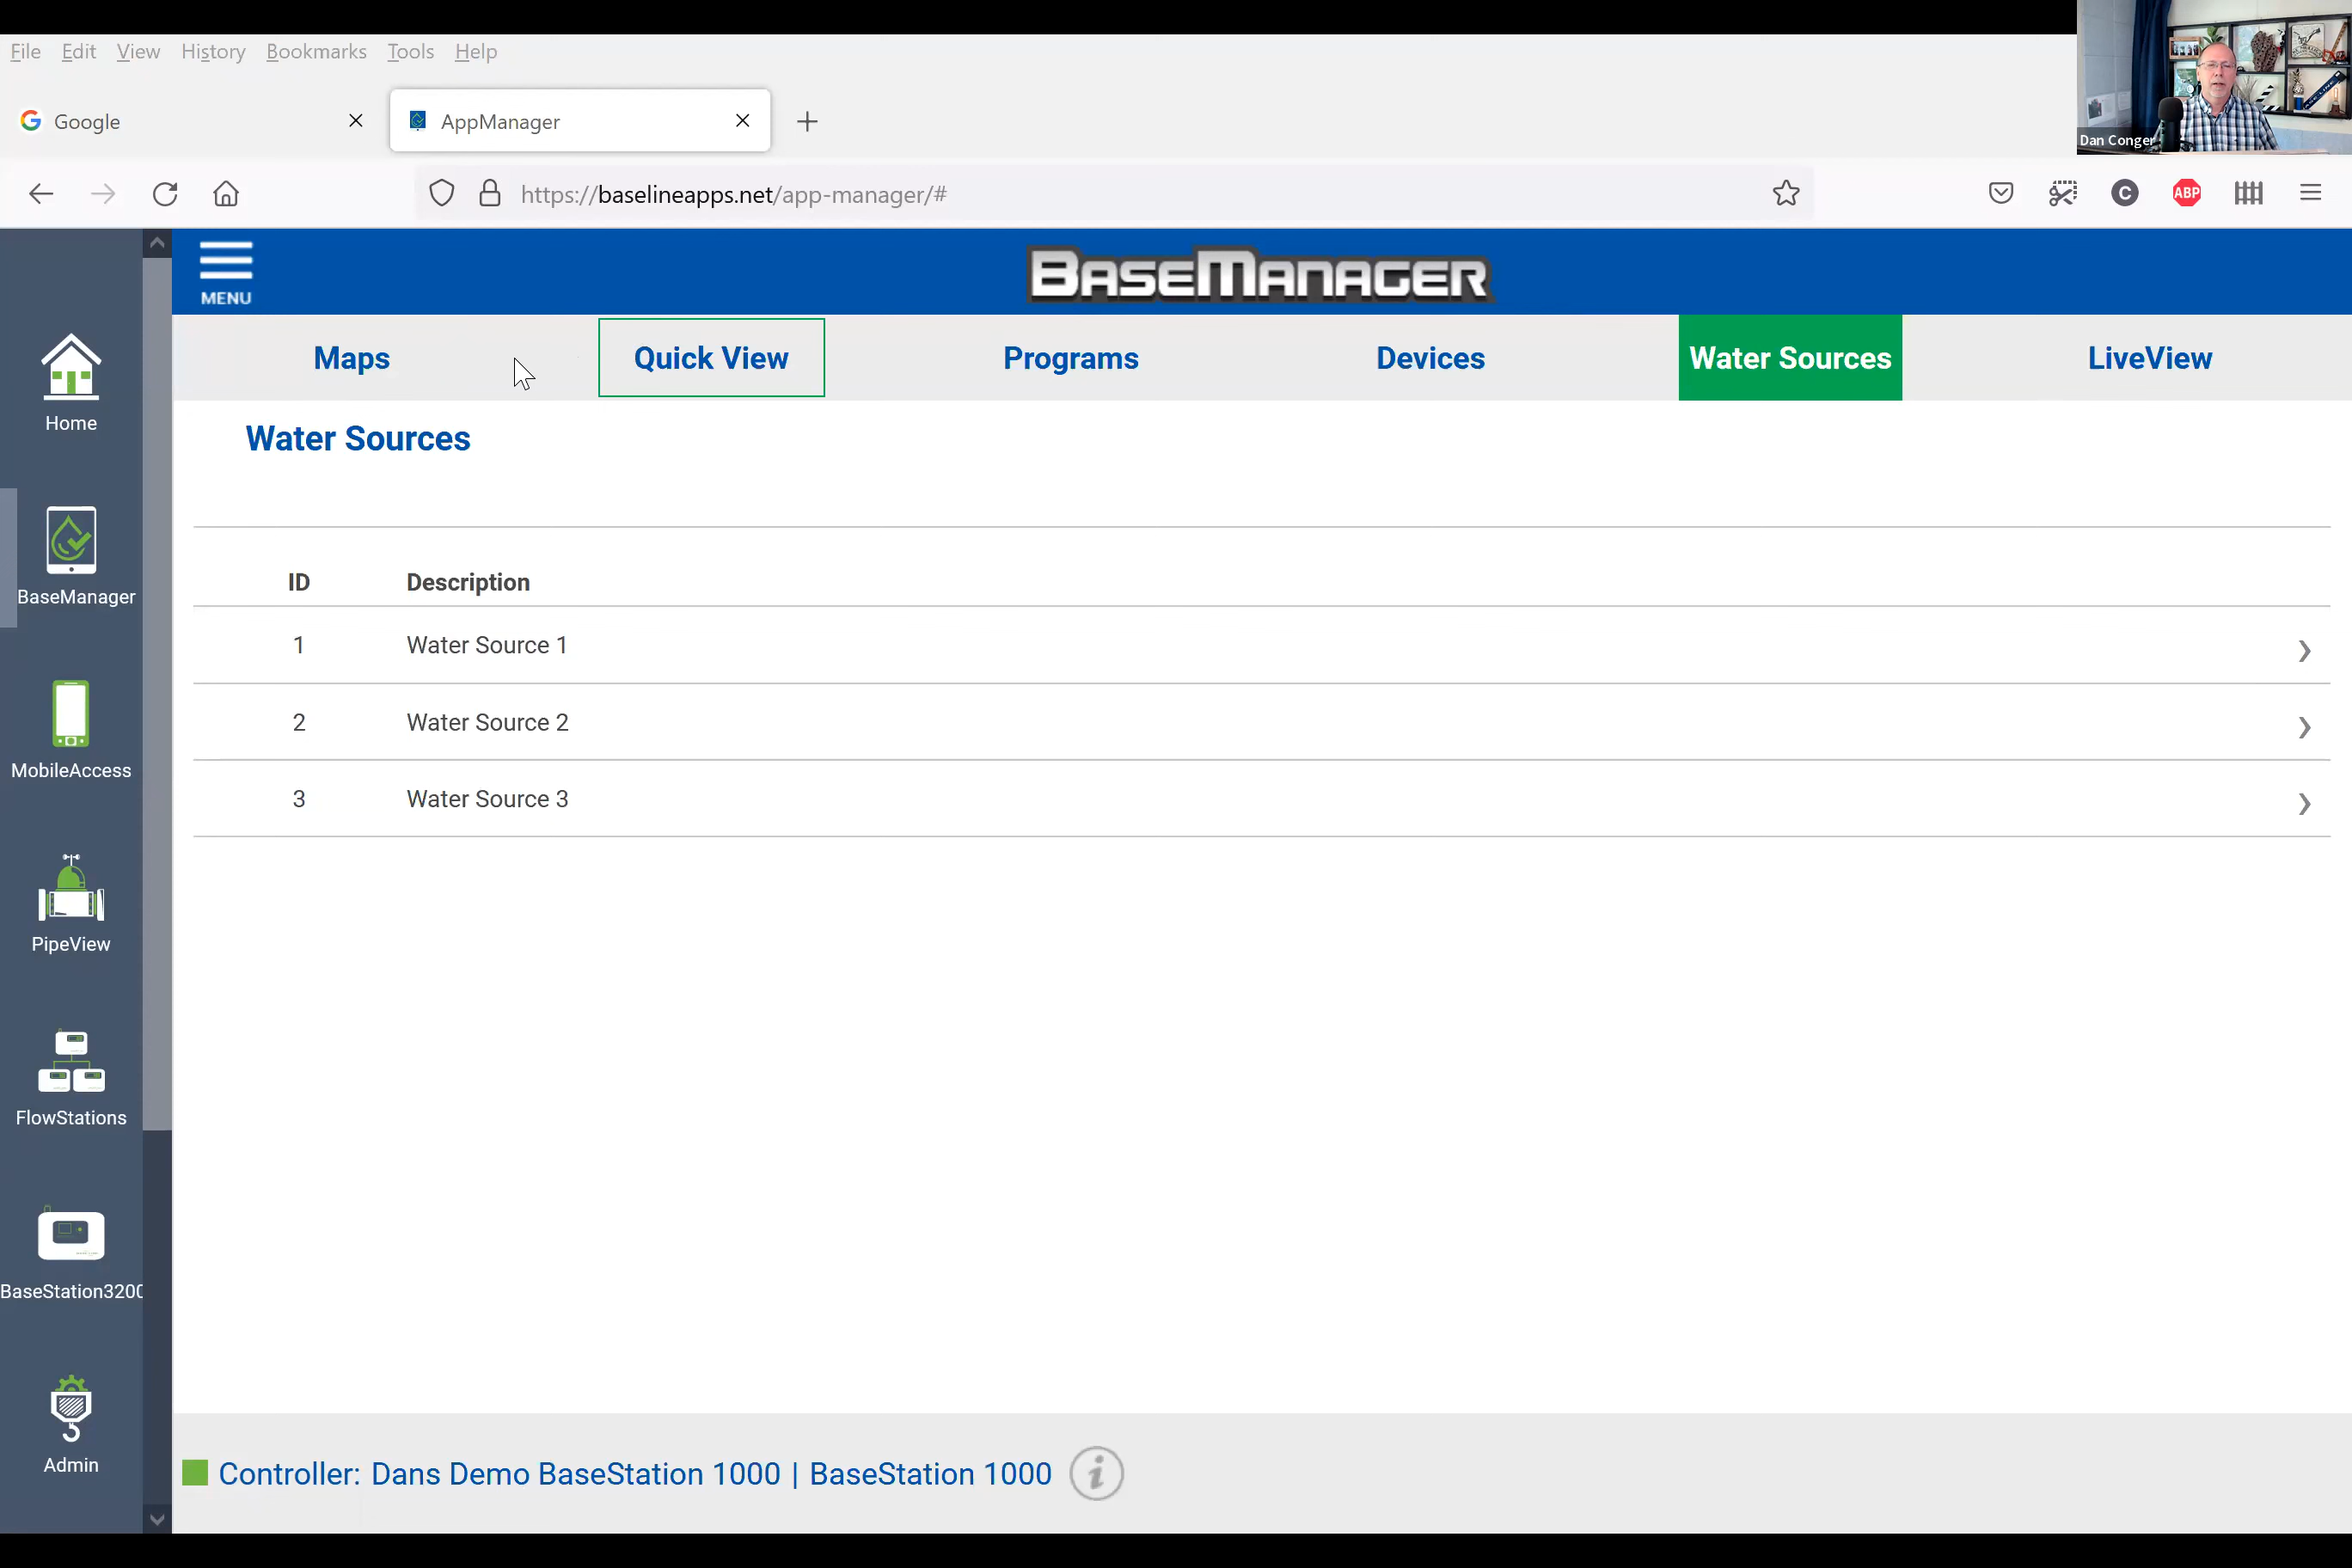 File Edit View History Bookmarks Tools Help
Dan Conger
Google
AppManager
https://baselineapps.net/app-manager/#
C
ABP
MENU
BASEMANAGER
Maps
Quick View
Programs
Devices
Water Sources
LiveView
Home
BaseManager
MobileAccess
PipeView
FlowStations
BaseStation3200
Admin
Water Sources
ID Description
1 Water Source 1
2 Water Source 2
3 Water Source 3
Controller: Dans Demo BaseStation 1000 | BaseStation 1000
i